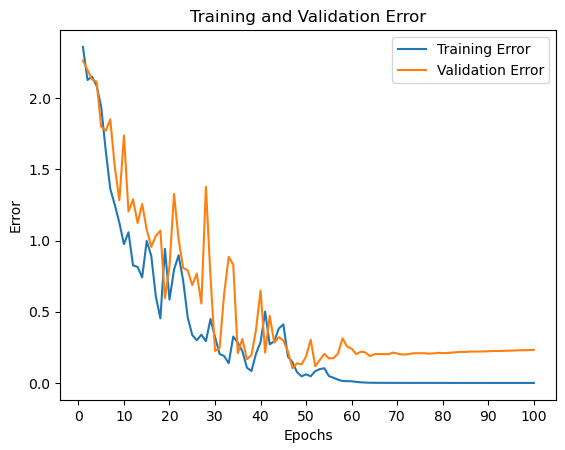 Training and Validation Error
Training Error
Validation Error
2.0
1.5
1.0
0.5
0.0
Error
0 10 20 30 40 50 60 70 80 90 100
Epochs